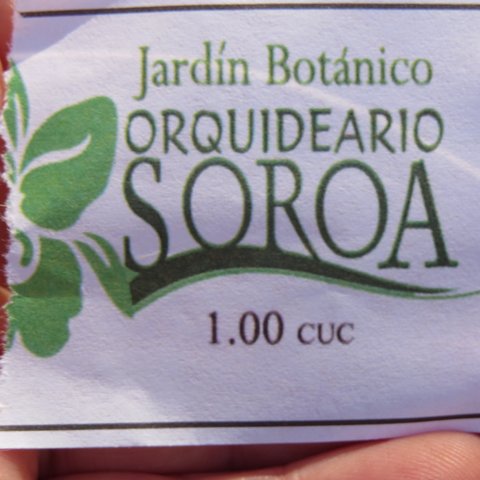 Jardín Botánico
ORQUIDEARIO
SOROA
1.00 CUC